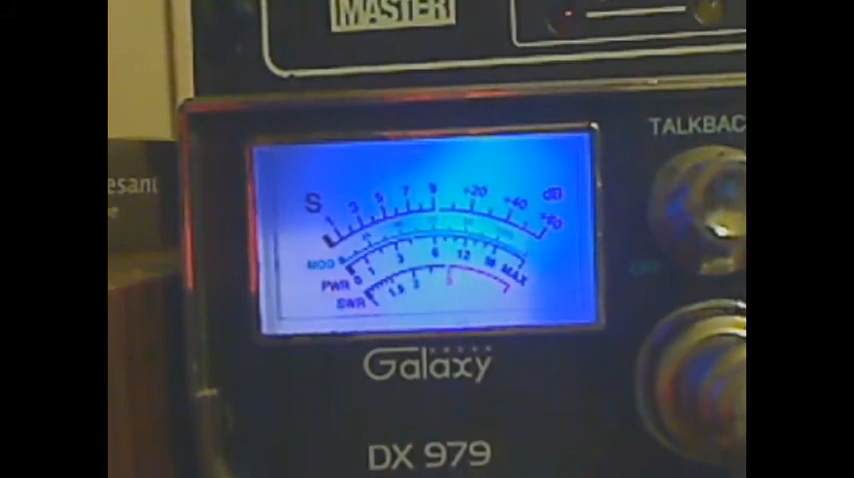 MASTER
TALKBAC
esant
e
S 1 3 5 7 9 +20 +40 +60 dB
MOD
PWR 0 1 3 6 12 MAX
SWR 1.5 2 3
Galaxy
DX 979